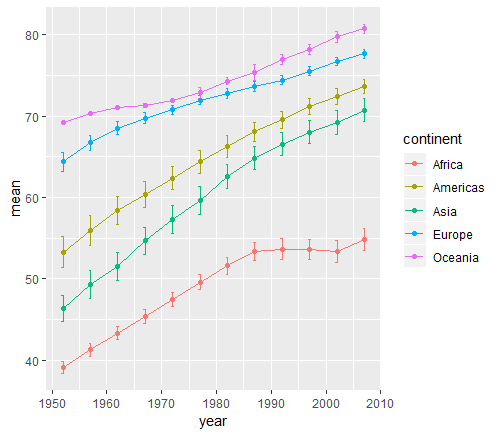 80
70
60
50
40
mean
1950
1960
1970
1980
1990
2000
2010
year
continent
Africa
Americas
Asia
Europe
Oceania